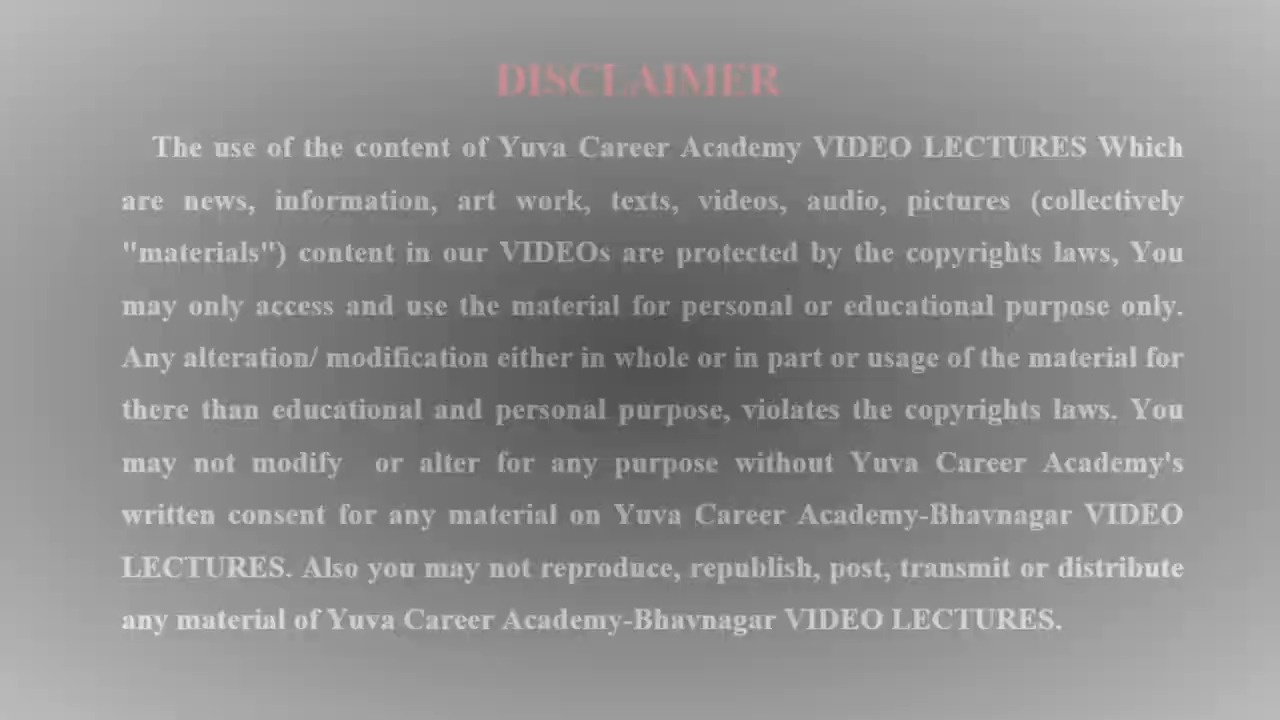 DISCLAIMER
The use of the content of Yuva Career Academy VIDEO LECTURES Which
are news, information, art work, texts, videos, audio, pictures (collectively
"materials") content in our VIDEOs are protected by the copyrights laws, You
may only access and use the material for personal or educational purpose only.
Any alteration/ modification either in whole or in part or usage of the material for
there than educational and personal purpose, violates the copyrights laws. You
may not modify or alter for any purpose without Yuva Career Academy's
written consent for any material on Yuva Career Academy-Bhavnagar VIDEO
LECTURES. Also you may not reproduce, republish, post, transmit or distribute
any material of Yuva Career Academy-Bhavnagar VIDEO LECTURES.